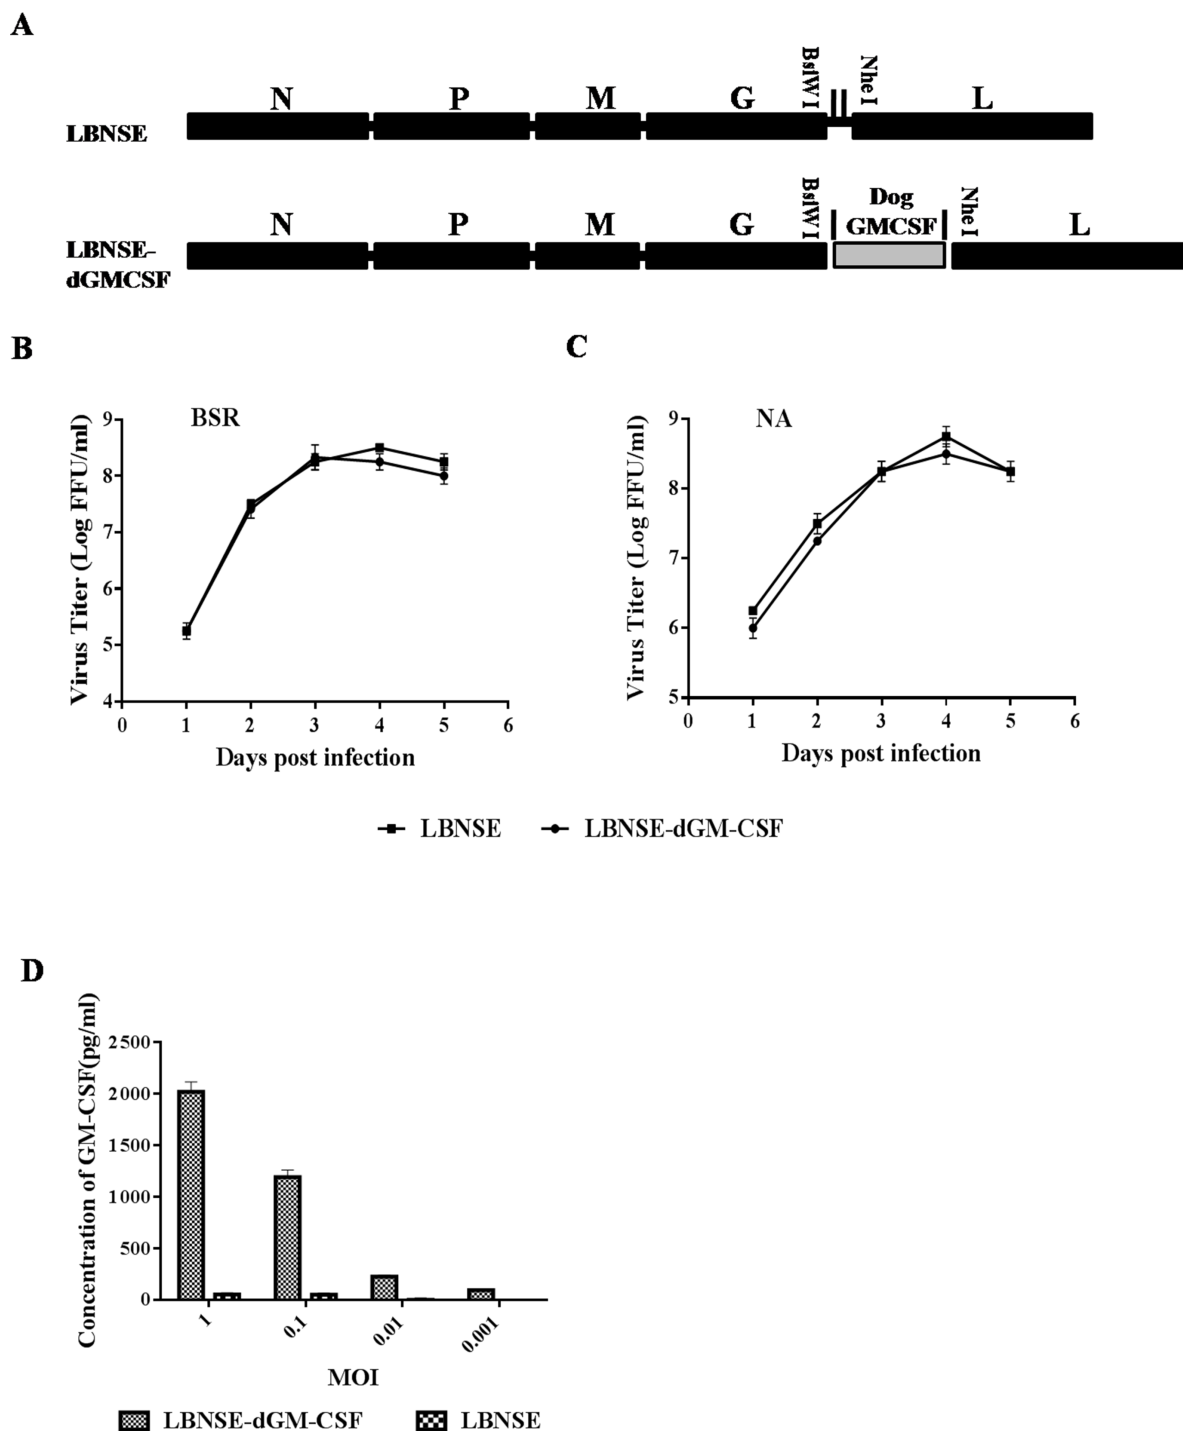 A
N P M G BsiW I Nhe I L
LBNSE
N P M G BsiW I Dog Nhe I L
GMCSF
LBNSE-
dGMCSF
B
BSR
Virus Titer (Log FFU/ml)
9
8
7
6
5
4
0 1 2 3 4 5 6
Days post infection
C
NA
Virus Titer (Log FFU/ml)
9
8
7
6
5
0 1 2 3 4 5 6
Days post infection
LBNSE LBNSE-dGM-CSF
D
Concentration of GM-CSF(pg/ml)
2500
2000
1500
1000
500
0
1 0.1 0.01 0.001
MOI
LBNSE-dGM-CSF LBNSE